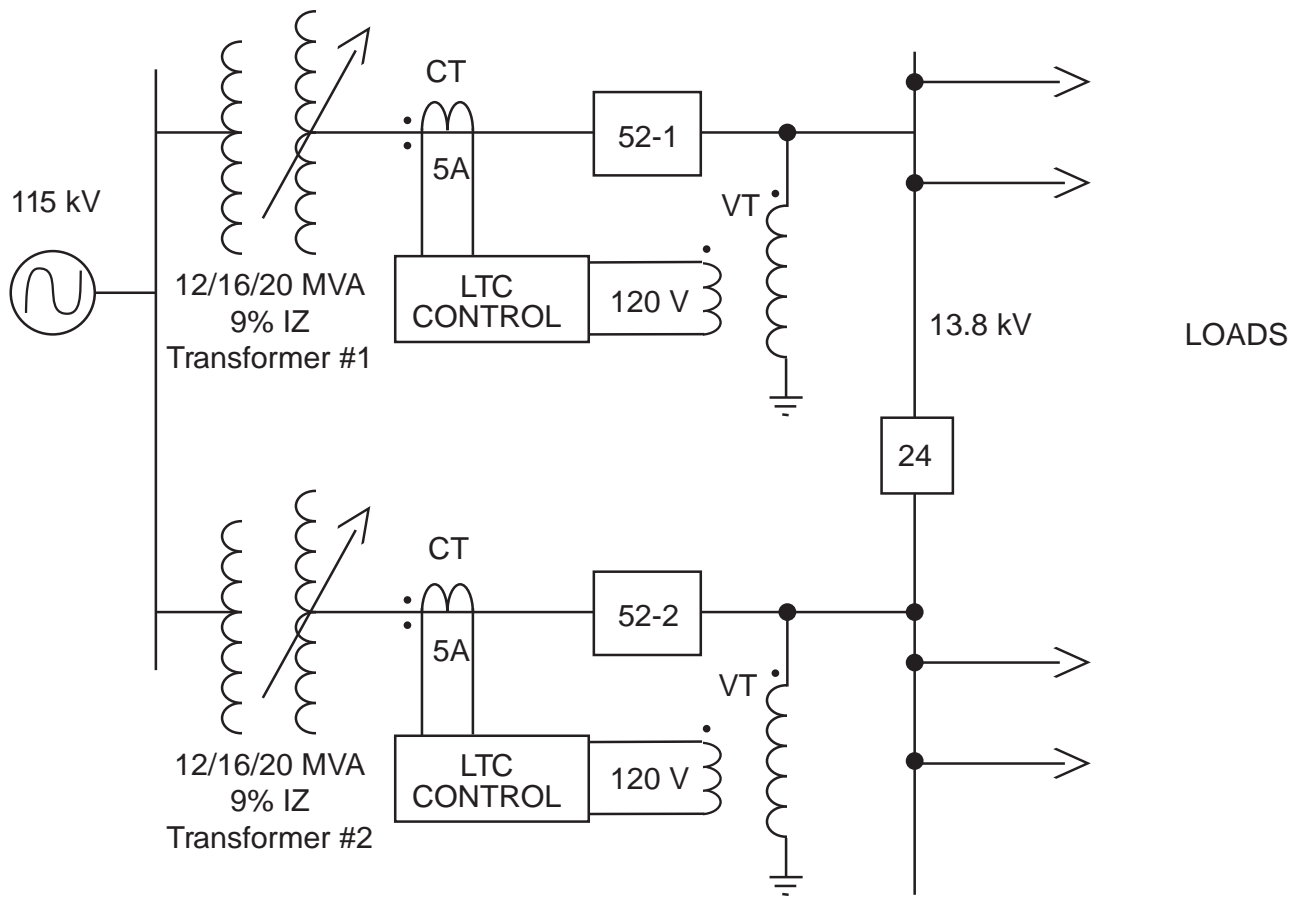 CT
52-1
5A
115 kV
VT
12/16/20 MVA
9% IZ
Transformer #1
LTC
CONTROL
120 V
13.8 kV
LOADS
24
CT
52-2
5A
VT
12/16/20 MVA
9% IZ
Transformer #2
LTC
CONTROL
120 V